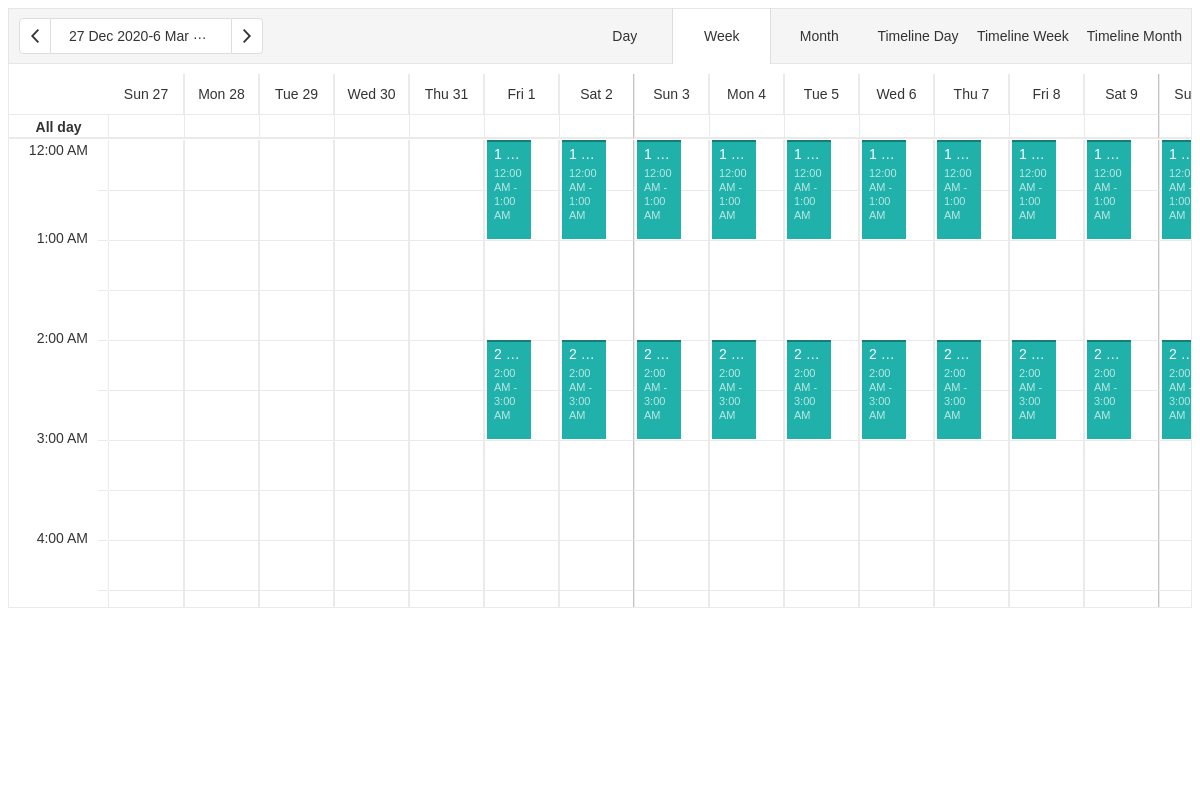 27 Dec 2020-6 Mar ...
Day
Week
Month
Timeline Day
Timeline Week
Timeline Month
Sun 27
Mon 28
Tue 29
Wed 30
Thu 31
Fri 1
Sat 2
Sun 3
Mon 4
Tue 5
Wed 6
Thu 7
Fri 8
Sat 9
Su
All day
12:00 AM
1 ...
12:00
AM -
1:00
AM
1 ...
12:00
AM -
1:00
AM
1 ...
12:00
AM -
1:00
AM
1 ...
12:00
AM -
1:00
AM
1 ...
12:00
AM -
1:00
AM
1 ...
12:00
AM -
1:00
AM
1 ...
12:00
AM -
1:00
AM
1 ...
12:00
AM -
1:00
AM
1 ...
12:00
AM -
1:00
AM
1 ...
12:0
AM -
1:00
AM
1:00 AM
2:00 AM
2 ...
2:00
AM -
3:00
AM
2 ...
2:00
AM -
3:00
AM
2 ...
2:00
AM -
3:00
AM
2 ...
2:00
AM -
3:00
AM
2 ...
2:00
AM -
3:00
AM
2 ...
2:00
AM -
3:00
AM
2 ...
2:00
AM -
3:00
AM
2 ...
2:00
AM -
3:00
AM
2 ...
2:00
AM -
3:00
AM
2 ...
2:00
AM -
3:00
AM
3:00 AM
4:00 AM